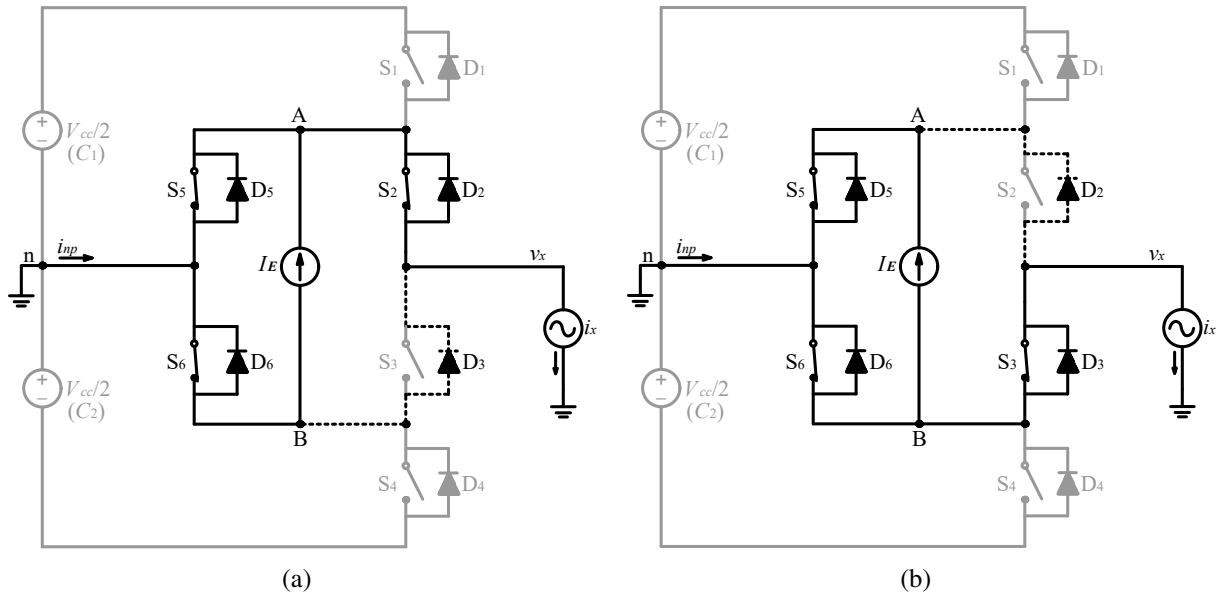 S1 D1
Vcc/2
(C1)
A
S5 D5 S2 D2
n inp IE vx
ix
S6 D6 S3 D3
Vcc/2
(C2)
B
S4 D4
(a)
S1 D1
Vcc/2
(C1)
A
S5 D5 S2 D2
n inp IE vx
ix
S6 D6 S3 D3
Vcc/2
(C2)
B
S4 D4
(b)